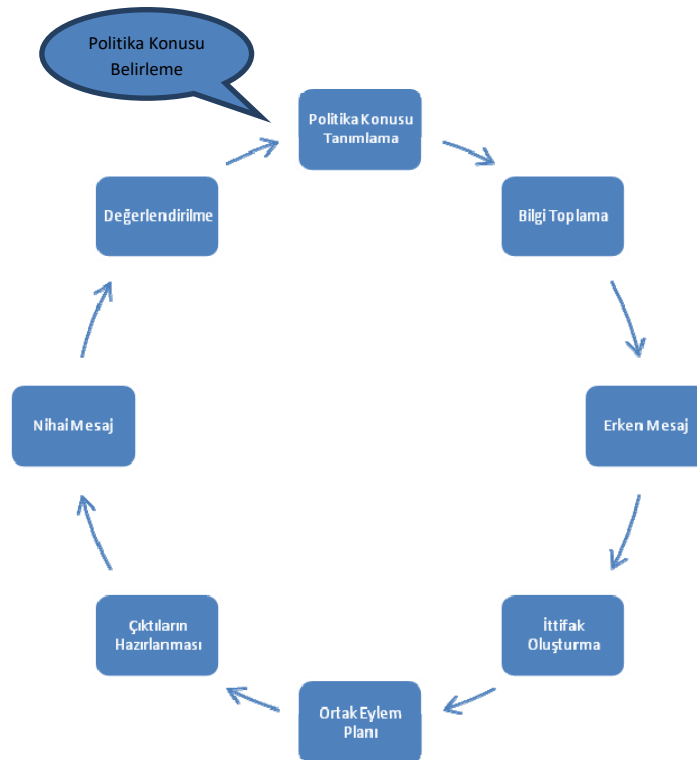 Politika Konusu
Belirleme
Politika Konusu
Tanımlama
Bilgi Toplama
Erken Mesaj
İttifak
Oluşturma
Ortak Eylem
Planı
Çıktıların
Hazırlanması
Nihai Mesaj
Değerlendirilme